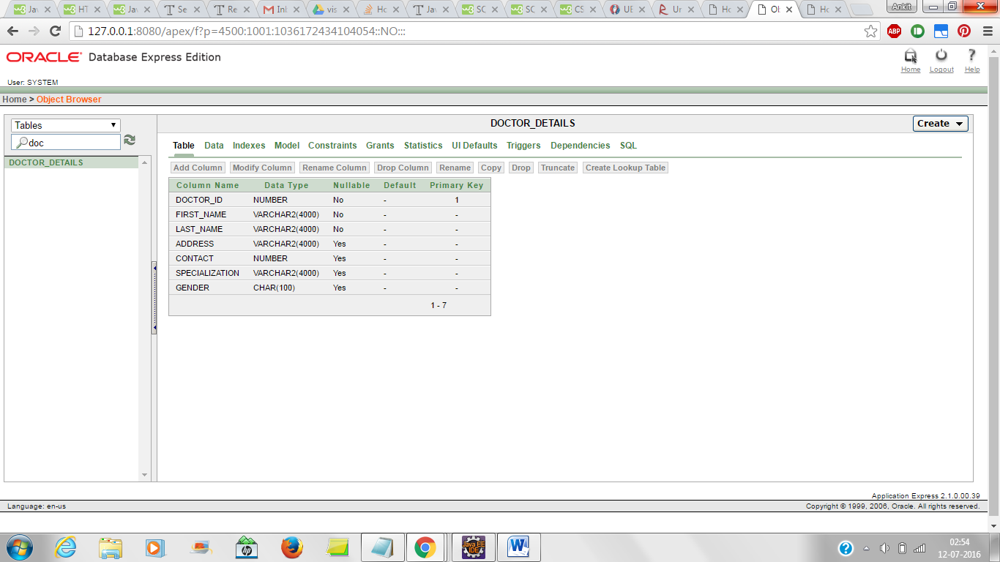 Jav HT Jav Se Re Inl vis Ho Jav SC SC CS UE Ur Ho Ol Ho Ankit
127.0.0.1:8080/apex/f?p=4500:1001:1036172434104054::NO::: ABP
ORACLE Database Express Edition
Home Logout Help
User: SYSTEM
Home > Object Browser
Tables
doc
DOCTOR_DETAILS
DOCTOR_DETAILS
Create
Table Data Indexes Model Constraints Grants Statistics UI Defaults Triggers Dependencies SQL
Add Column Modify Column Rename Column Drop Column Rename Copy Drop Truncate Create Lookup Table
Column Name Data Type Nullable Default Primary Key
DOCTOR_ID NUMBER No - 1
FIRST_NAME VARCHAR2(4000) No - -
LAST_NAME VARCHAR2(4000) No - -
ADDRESS VARCHAR2(4000) Yes - -
CONTACT NUMBER Yes - -
SPECIALIZATION VARCHAR2(4000) Yes - -
GENDER CHAR(100) Yes - -
1 - 7
Application Express 2.1.0.00.39
Language: en-us Copyright © 1999, 2006, Oracle. All rights reserved.
hp Java EE IDE W
02:54
12-07-2016